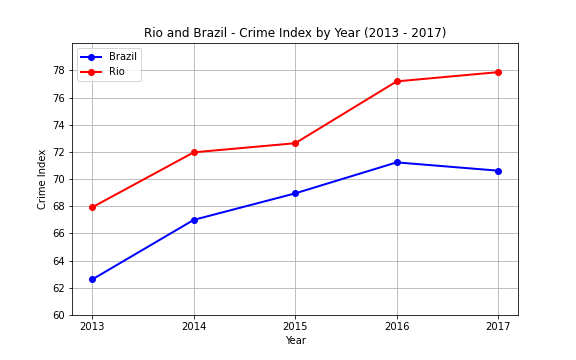 Rio and Brazil - Crime Index by Year (2013 - 2017)
Brazil
Rio
78
76
74
72
70
68
66
64
62
60
Crime Index
2013 2014 2015 2016 2017
Year